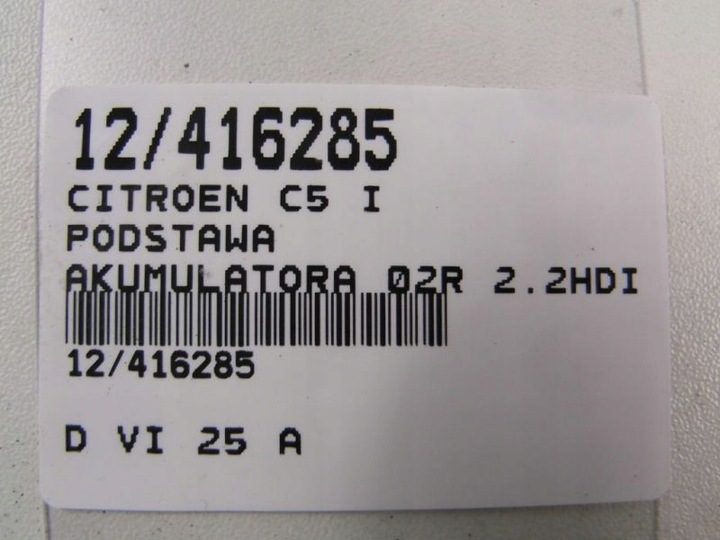 12/416285
CITROEN C5 I
PODSTAWA
AKUMULATORA 02R 2.2HDI
12/416285
D VI 25 A